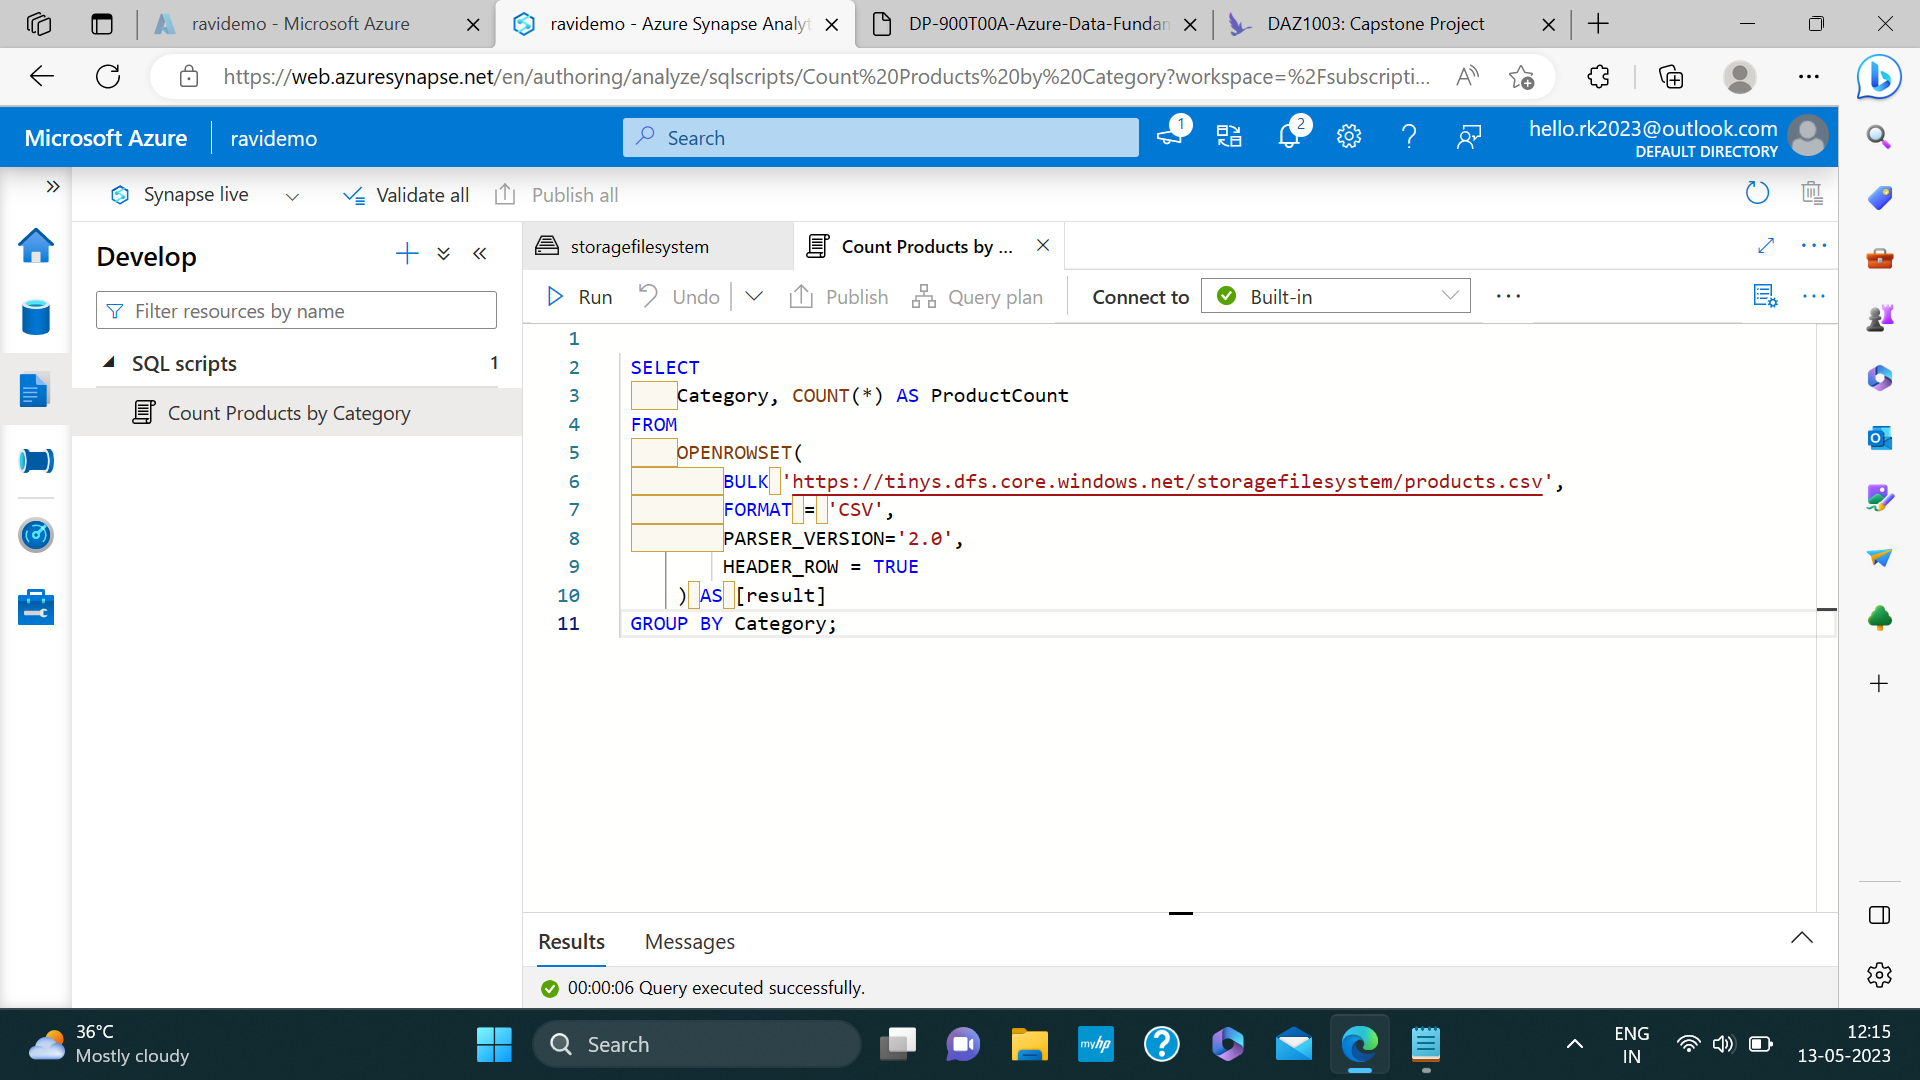 ravidemo - Microsoft Azure
ravidemo - Azure Synapse Analyt
DP-900T00A-Azure-Data-Fundan
DAZ1003: Capstone Project
https://web.azuresynapse.net/en/authoring/analyze/sqlscripts/Count%20Products%20by%20Category?workspace=%2Fsubscripti...
Microsoft Azure
ravidemo
Search
1
2
hello.rk2023@outlook.com
DEFAULT DIRECTORY
Synapse live
Validate all
Publish all
Develop
Filter resources by name
SQL scripts 1
Count Products by Category
storagefilesystem
Count Products by ...
Run
Undo
Publish
Query plan
Connect to
Built-in
1
2 SELECT
3 Category, COUNT(*) AS ProductCount
4 FROM
5 OPENROWSET(
6 BULK 'https://tinys.dfs.core.windows.net/storagefilesystem/products.csv',
7 FORMAT = 'CSV',
8 PARSER_VERSION='2.0',
9 HEADER_ROW = TRUE
10 ) AS [result]
11 GROUP BY Category;
Results
Messages
00:00:06 Query executed successfully.
36°C
Mostly cloudy
Search
myhp
ENG
IN
12:15
13-05-2023